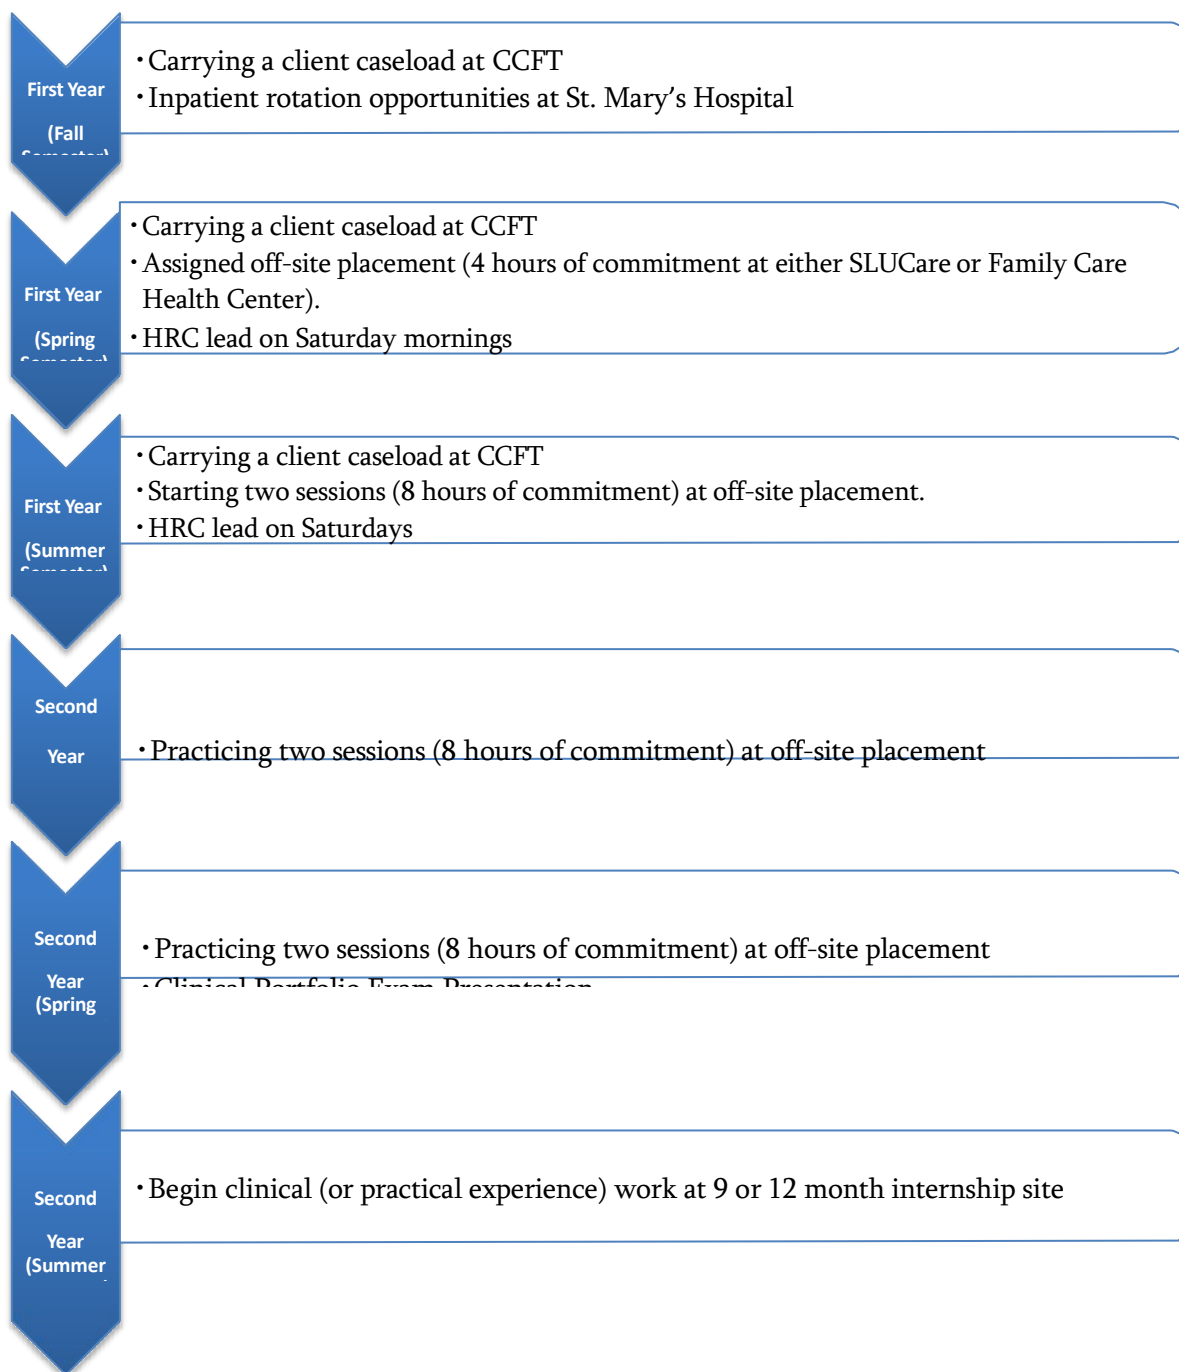 First Year
(Fall
• Carrying a client caseload at CCFT
• Inpatient rotation opportunities at St. Mary's Hospital
First Year
(Spring
• Carrying a client caseload at CCFT
• Assigned off-site placement (4 hours of commitment at either SLUCare or Family Care
Health Center).
• HRC lead on Saturday mornings
First Year
(Summer
• Carrying a client caseload at CCFT
• Starting two sessions (8 hours of commitment) at off-site placement.
• HRC lead on Saturdays
Second
Year
• Practicing two sessions (8 hours of commitment) at off-site placement
Second
Year
(Spring
• Practicing two sessions (8 hours of commitment) at off-site placement
• Clinical Portfolio Exam Presentation
Second
Year
(Summer
• Begin clinical (or practical experience) work at 9 or 12 month internship site